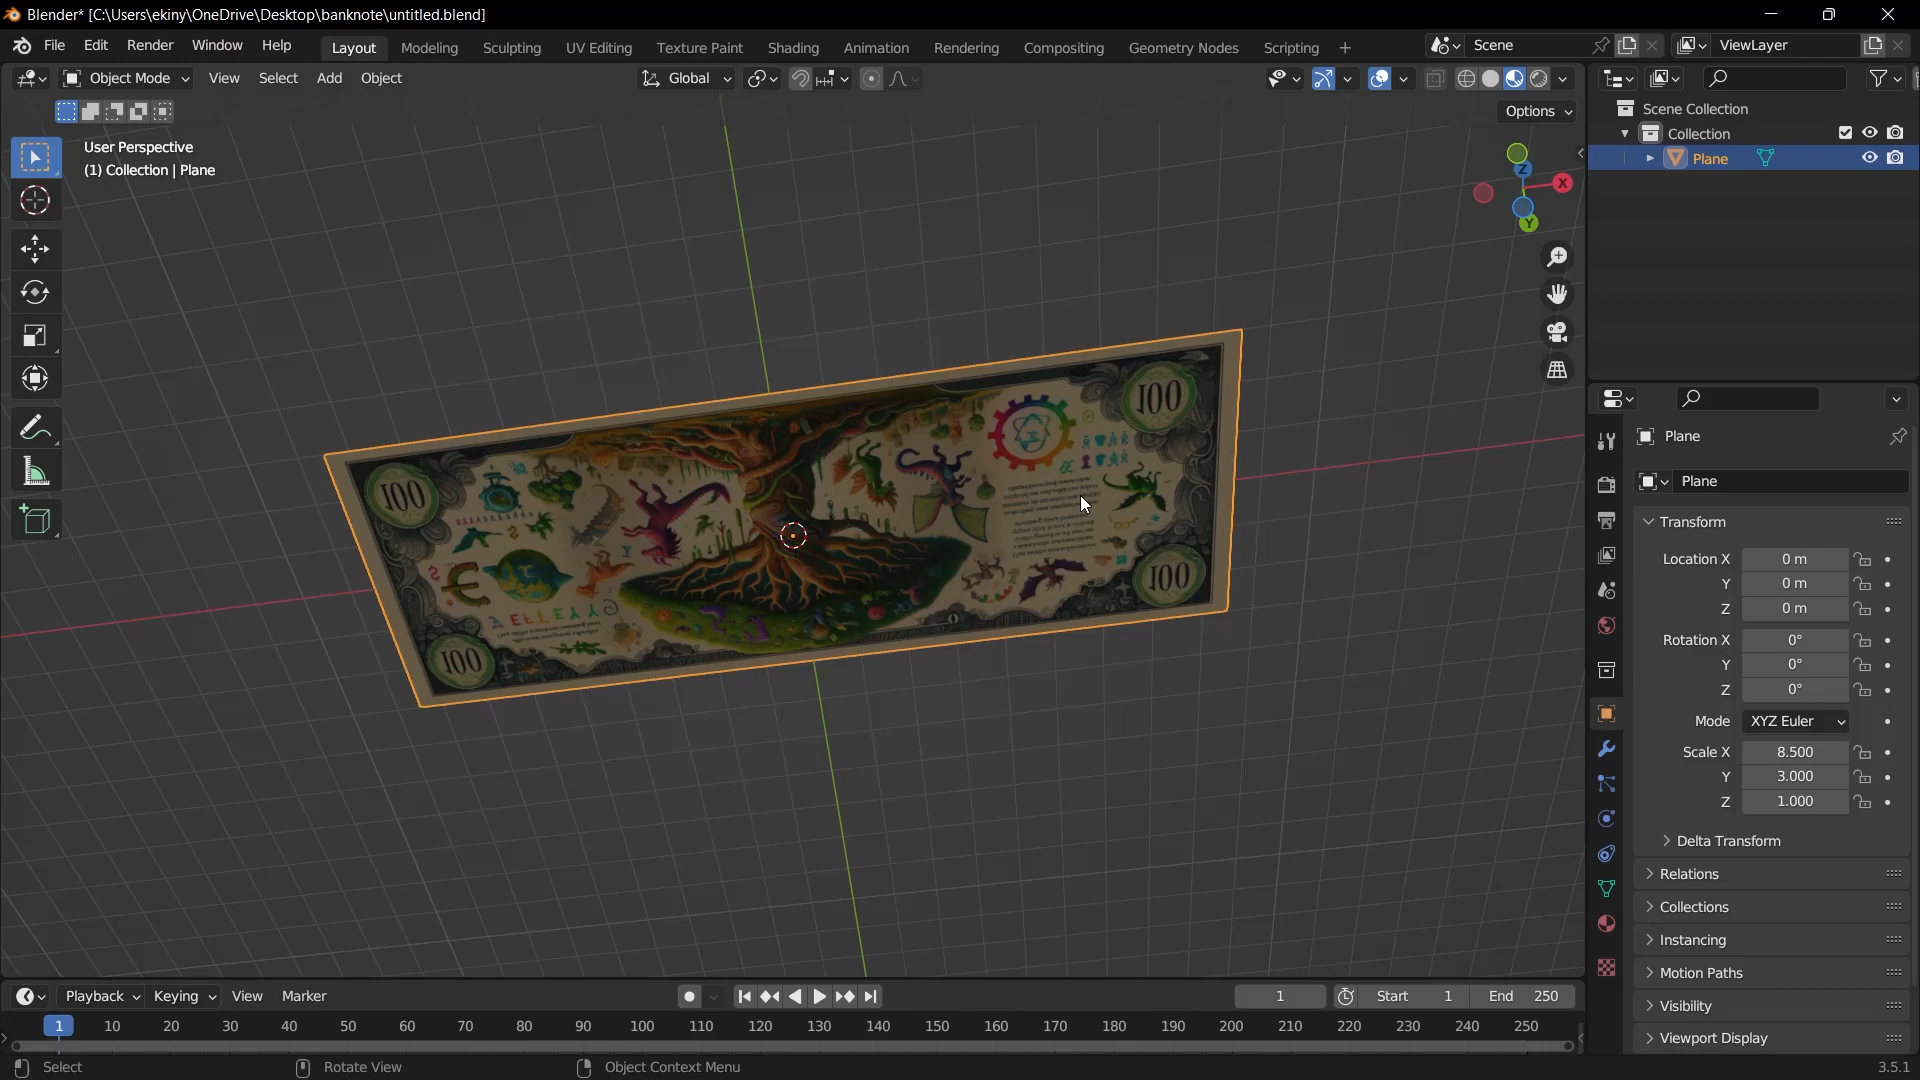 Blender* [C:\Users\ekiny\OneDrive\Desktop\banknote\untitled.blend]
File Edit Render Window Help Layout Modeling Sculpting UV Editing Texture Paint Shading Animation Rendering Compositing Geometry Nodes Scripting + Scene ViewLayer
Object Mode View Select Add Object Global
Options
User Perspective
(1) Collection | Plane
Z
X
Y
Scene Collection
Collection
Plane
100
100
100
100
Plane
Plane
Transform
Location X 0 m
Y 0 m
Z 0 m
Rotation X 0°
Y 0°
Z 0°
Mode XYZ Euler
Scale X 8.500
Y 3.000
Z 1.000
Delta Transform
Relations
Collections
Instancing
Motion Paths
Visibility
Viewport Display
Playback Keying View Marker 1 Start 1 End 250
1 10 20 30 40 50 60 70 80 90 100 110 120 130 140 150 160 170 180 190 200 210 220 230 240 250
Select Rotate View Object Context Menu 3.5.1